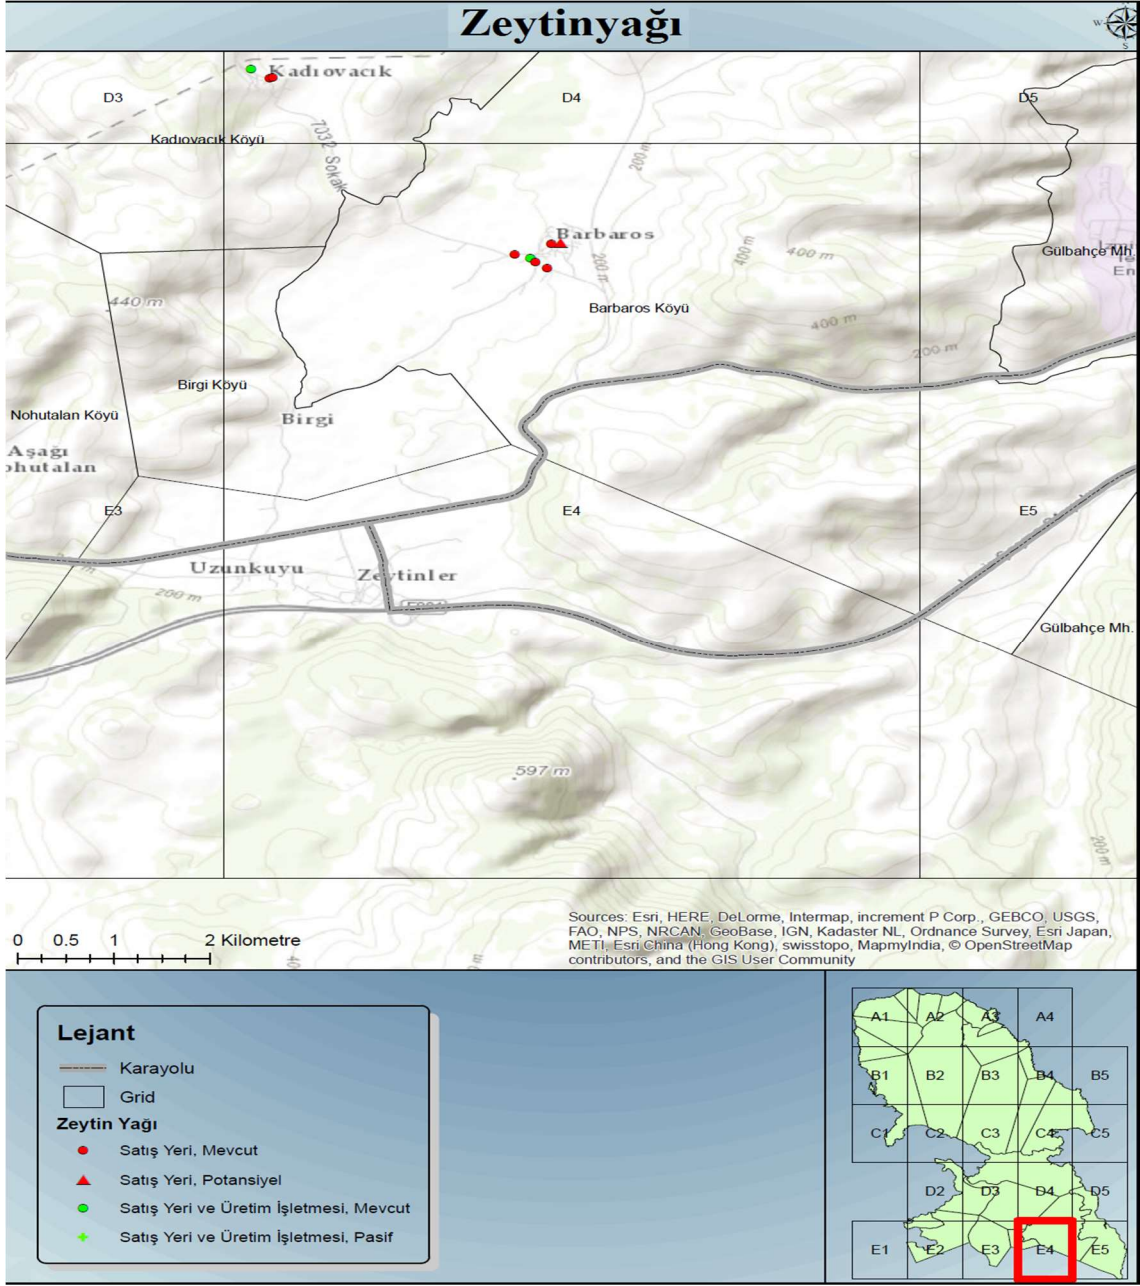 Zeytinyağı
W
S
Kadıovacık
D3
D4
D5
Kadıovacık Köyü
7032 Sokak
200 m
Barbaros
400 m
400 m
200 m
Gülbahçe Mh.
En
440 m
Barbaros Köyü
400 m
200 m
Birgi Köyü
Nohutalan Köyü
Birgi
Aşağı
ohutalan
E3
E4
E5
Uzunkuyu
Zeytinler
200 m
Gülbahçe Mh.
597 m
200 m
0 0.5 1 2 Kilometre
Sources: Esri, HERE, DeLorme, Intermap, increment P Corp., GEBCO, USGS,
FAO, NPS, NRCAN, GeoBase, IGN, Kadaster NL, Ordnance Survey, Esri Japan,
METI, Esri China (Hong Kong), swisstopo, MapmyIndia, © OpenStreetMap
contributors, and the GIS User Community
Lejant
Karayolu
Grid
Zeytin Yağı
Satış Yeri, Mevcut
Satış Yeri, Potansiyel
Satış Yeri ve Üretim İşletmesi, Mevcut
Satış Yeri ve Üretim İşletmesi, Pasif
A1 A2 A3 A4
B1 B2 B3 B4 B5
C1 C2 C3 C4 C5
D2 D3 D4 D5
E1 E2 E3 E4 E5